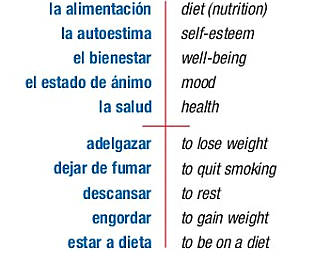 la alimentación diet (nutrition)
la autoestima self-esteem
el bienestar well-being
el estado de ánimo mood
la salud health
adelgazar to lose weight
dejar de fumar to quit smoking
descansar to rest
engordar to gain weight
estar a dieta to be on a diet